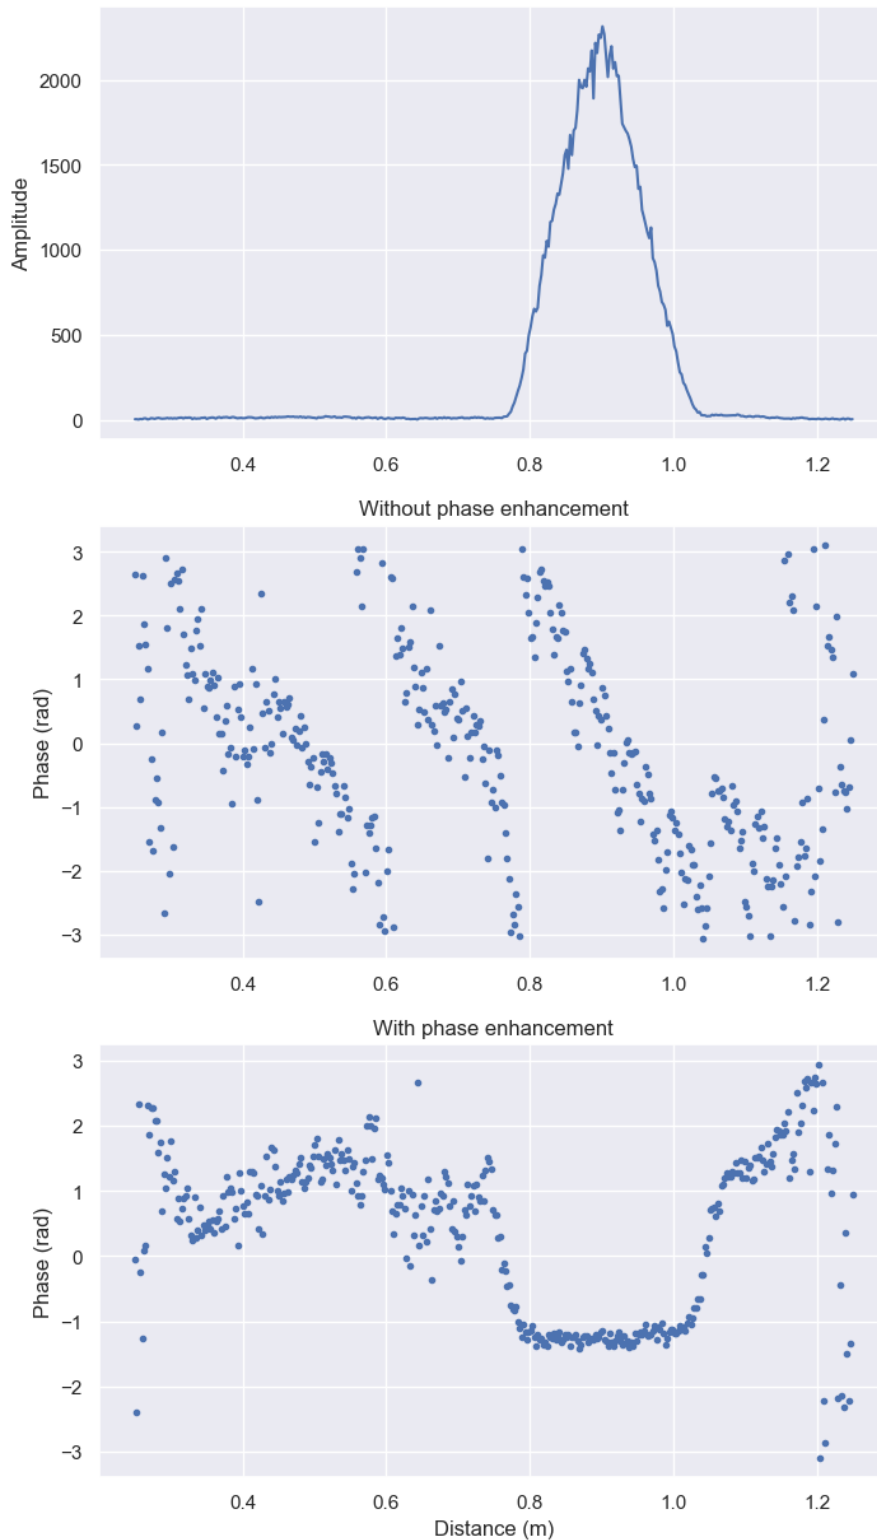 2000
1500
1000
500
0
Amplitude
0.4 0.6 0.8 1.0 1.2
Without phase enhancement
3
2
1
0
−1
−2
−3
Phase (rad)
0.4 0.6 0.8 1.0 1.2
With phase enhancement
3
2
1
0
−1
−2
−3
Phase (rad)
0.4 0.6 0.8 1.0 1.2
Distance (m)